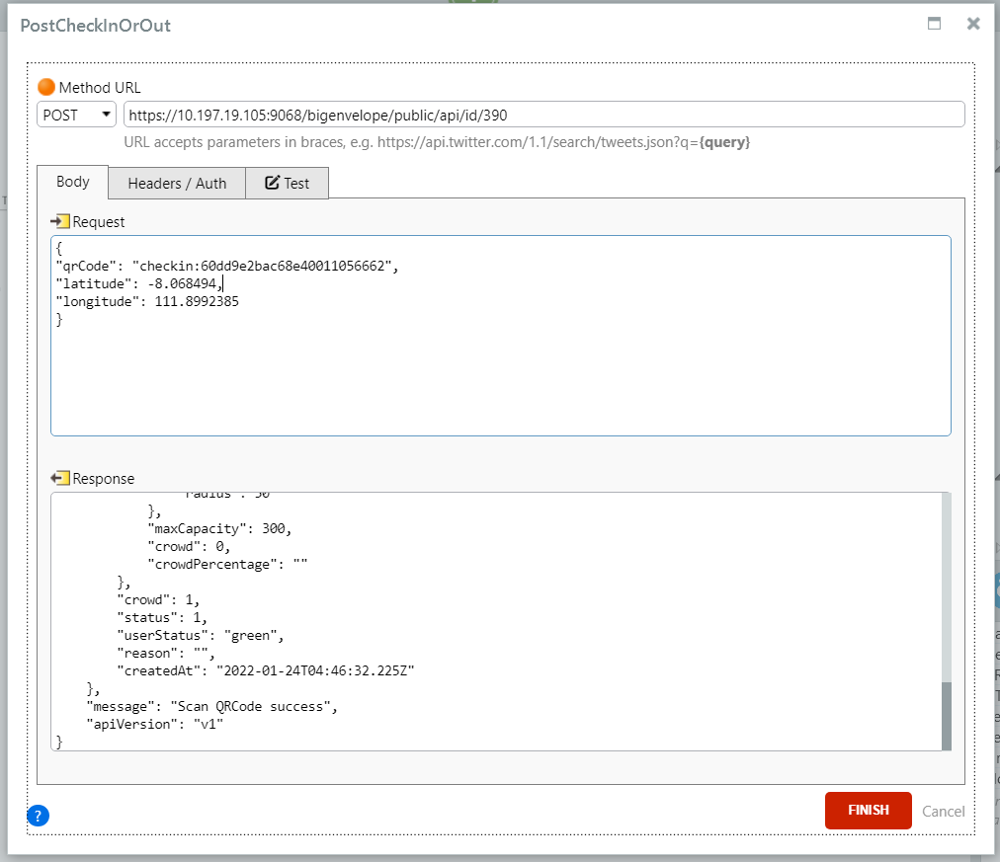 PostCheckInOrOut
Method URL
POST
https://10.197.19.105:9068/bigenvelope/public/api/id/390
URL accepts parameters in braces, e.g. https://api.twitter.com/1.1/search/tweets.json?q={query}
Body
Headers / Auth
Test
Request
{
"qrCode": "checkin:60dd9e2bac68e40011056662",
"latitude": -8.068494,
"longitude": 111.8992385
}
Response
"radius": 50
},
"maxCapacity": 300,
"crowd": 0,
"crowdPercentage": ""
},
"crowd": 1,
"status": 1,
"userStatus": "green",
"reason": "",
"createdAt": "2022-01-24T04:46:32.225Z"
},
"message": "Scan QRCode success",
"apiVersion": "v1"
}
?
FINISH
Cancel